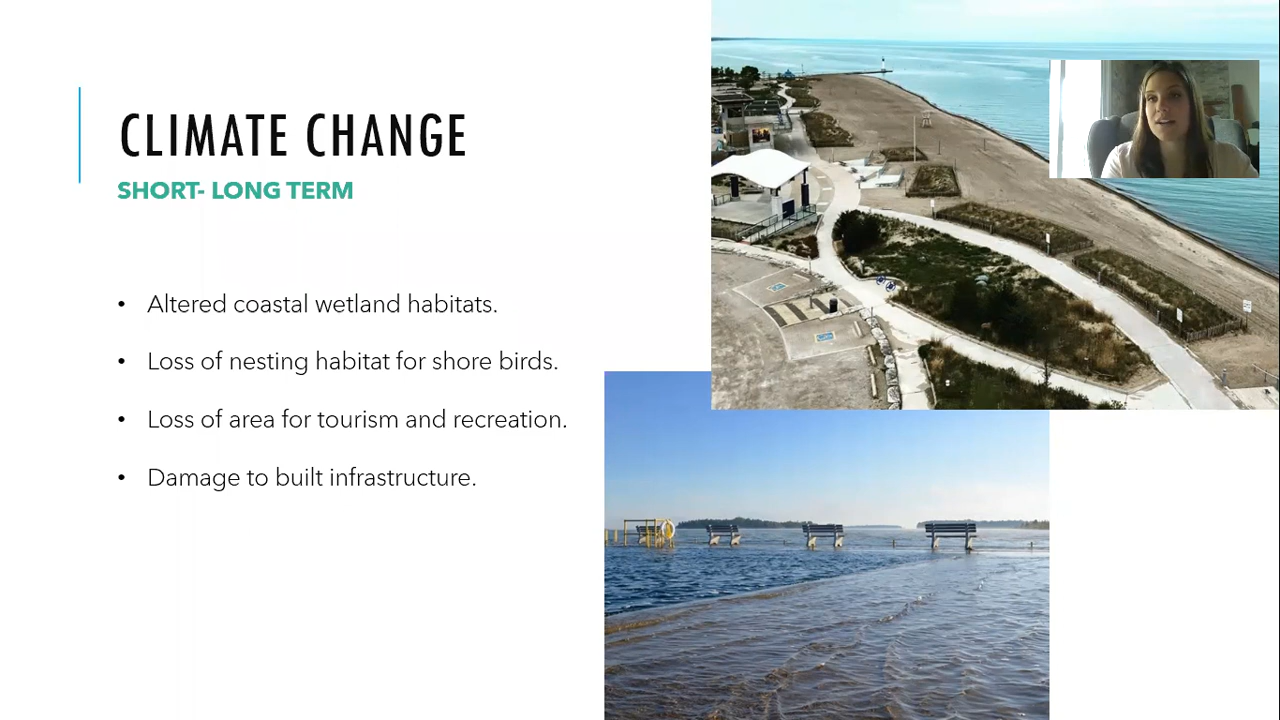 CLIMATE CHANGE
SHORT- LONG TERM
• Altered coastal wetland habitats.
• Loss of nesting habitat for shore birds.
• Loss of area for tourism and recreation.
• Damage to built infrastructure.